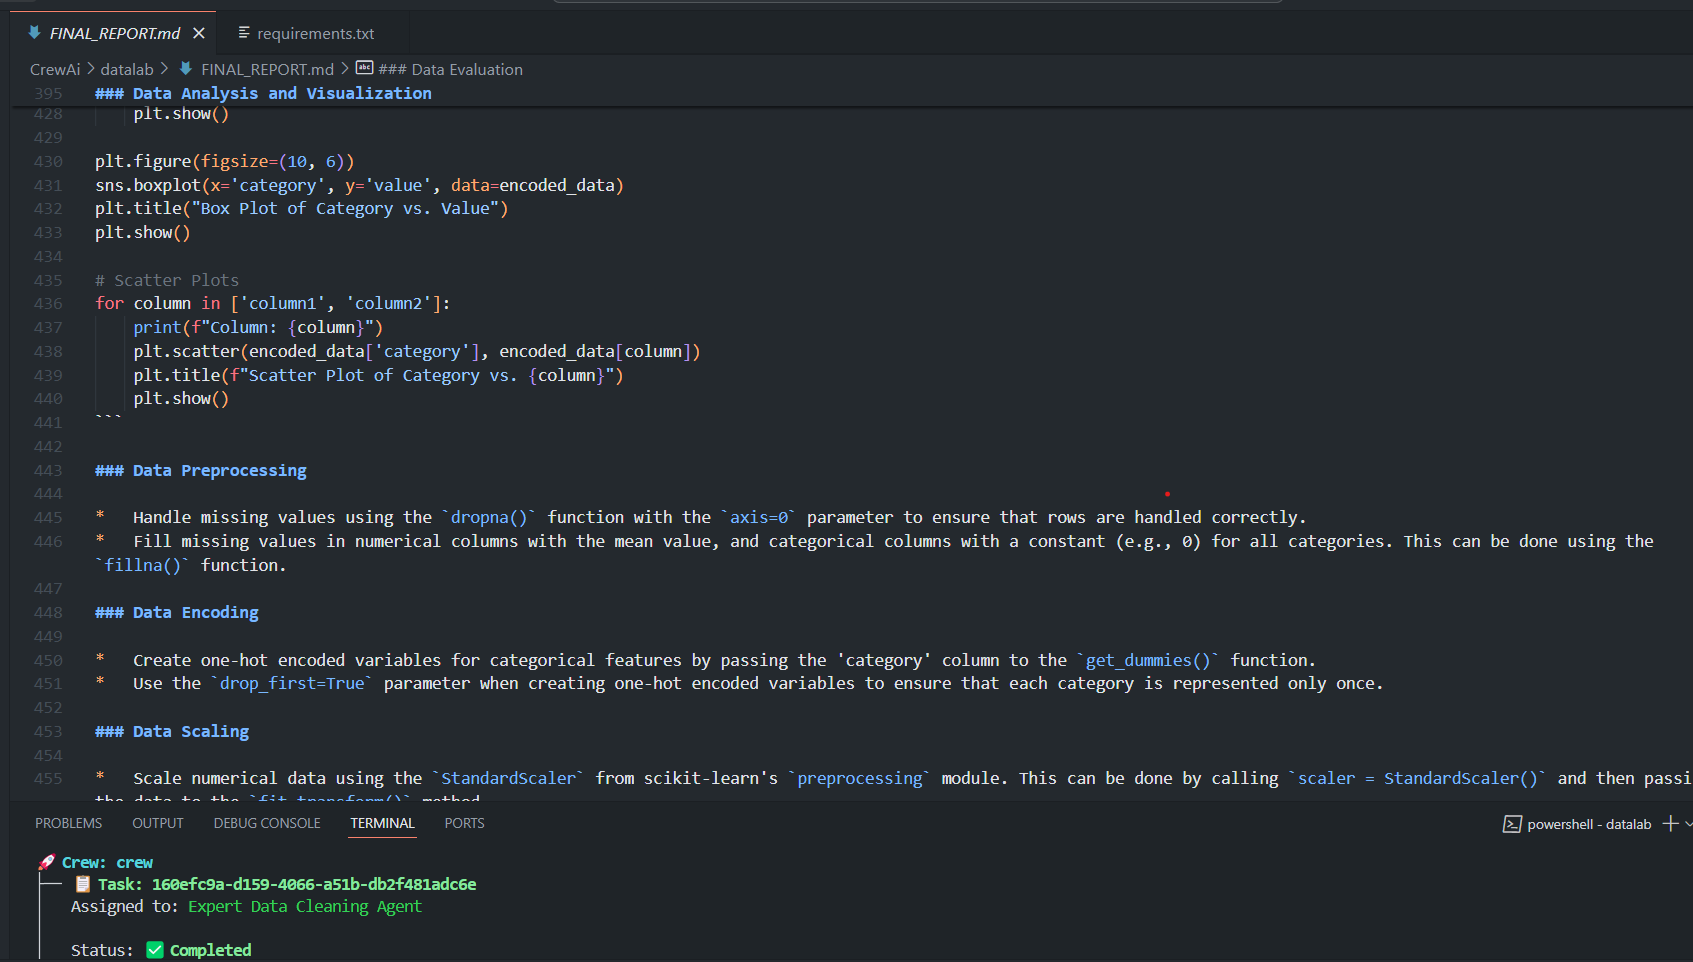 FINAL_REPORT.md
requirements.txt
CrewAi > datalab > FINAL_REPORT.md > abc ### Data Evaluation
395 ### Data Analysis and Visualization
428     plt.show()
429
430 plt.figure(figsize=(10, 6))
431 sns.boxplot(x='category', y='value', data=encoded_data)
432 plt.title("Box Plot of Category vs. Value")
433 plt.show()
434
435 # Scatter Plots
436 for column in ['column1', 'column2']:
437     print(f"Column: {column}")
438     plt.scatter(encoded_data['category'], encoded_data[column])
439     plt.title(f"Scatter Plot of Category vs. {column}")
440     plt.show()
441 ```
442
443 ### Data Preprocessing
444
445 *   Handle missing values using the `dropna()` function with the `axis=0` parameter to ensure that rows are handled correctly.
446 *   Fill missing values in numerical columns with the mean value, and categorical columns with a constant (e.g., 0) for all categories. This can be done using the
`fillna()` function.
447
448 ### Data Encoding
449
450 *   Create one-hot encoded variables for categorical features by passing the 'category' column to the `get_dummies()` function.
451 *   Use the `drop_first=True` parameter when creating one-hot encoded variables to ensure that each category is represented only once.
452
453 ### Data Scaling
454
455 *   Scale numerical data using the `StandardScaler` from scikit-learn's `preprocessing` module. This can be done by calling `scaler = StandardScaler()` and then passi
the data to the `fit_transform()` method
PROBLEMS OUTPUT DEBUG CONSOLE TERMINAL PORTS
powershell - datalab
Crew: crew
Task: 160efc9a-d159-4066-a51b-db2f481adc6e
Assigned to: Expert Data Cleaning Agent
Status: ✅ Completed